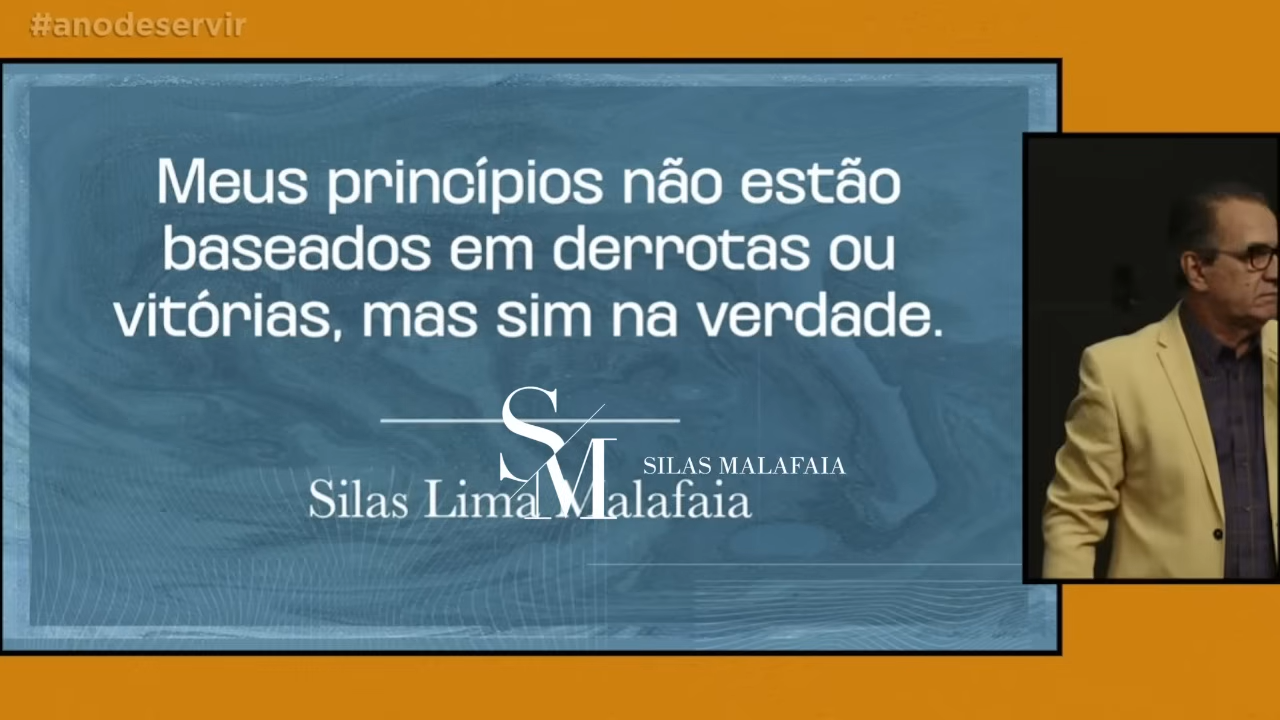 #anodeservir
Meus princípios não estão
baseados em derrotas ou
vitórias, mas sim na verdade.
SM
SILAS MALAFAIA
Silas Lima Malafaia